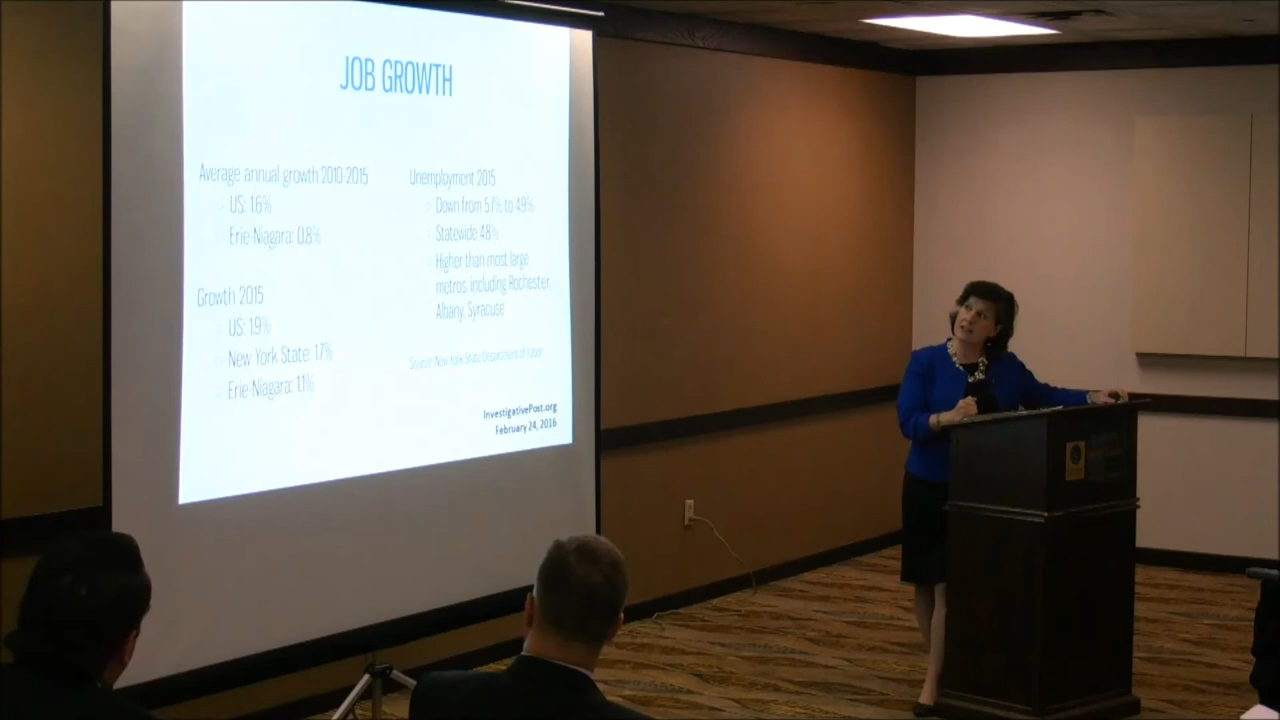 JOB GROWTH
Average annual growth 2010-2015
US: 1.6%
Erie-Niagara: 0.8%
Growth 2015
US: 1.9%
New York State: 1.7%
Erie-Niagara: 1.1%
Unemployment 2015
Down from 5.7% to 4.9%
Statewide 4.8%
Higher than most large
metros, including Rochester,
Albany, Syracuse
Source: New York State Department of Labor
InvestigativePost.org
February 24, 2016